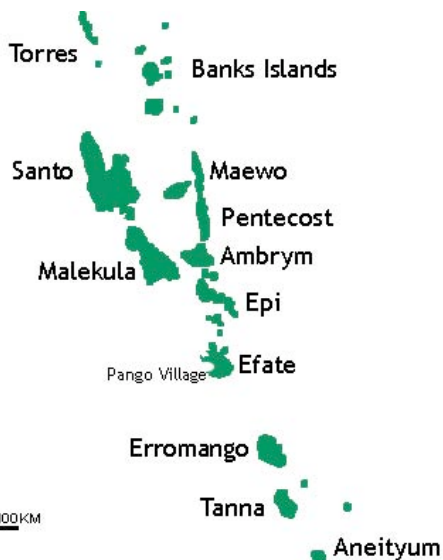 Torres
Banks Islands
Santo
Maewo
Pentecost
Ambrym
Malekula
Epi
Efate
Pango Village
Erromango
Tanna
Aneityum